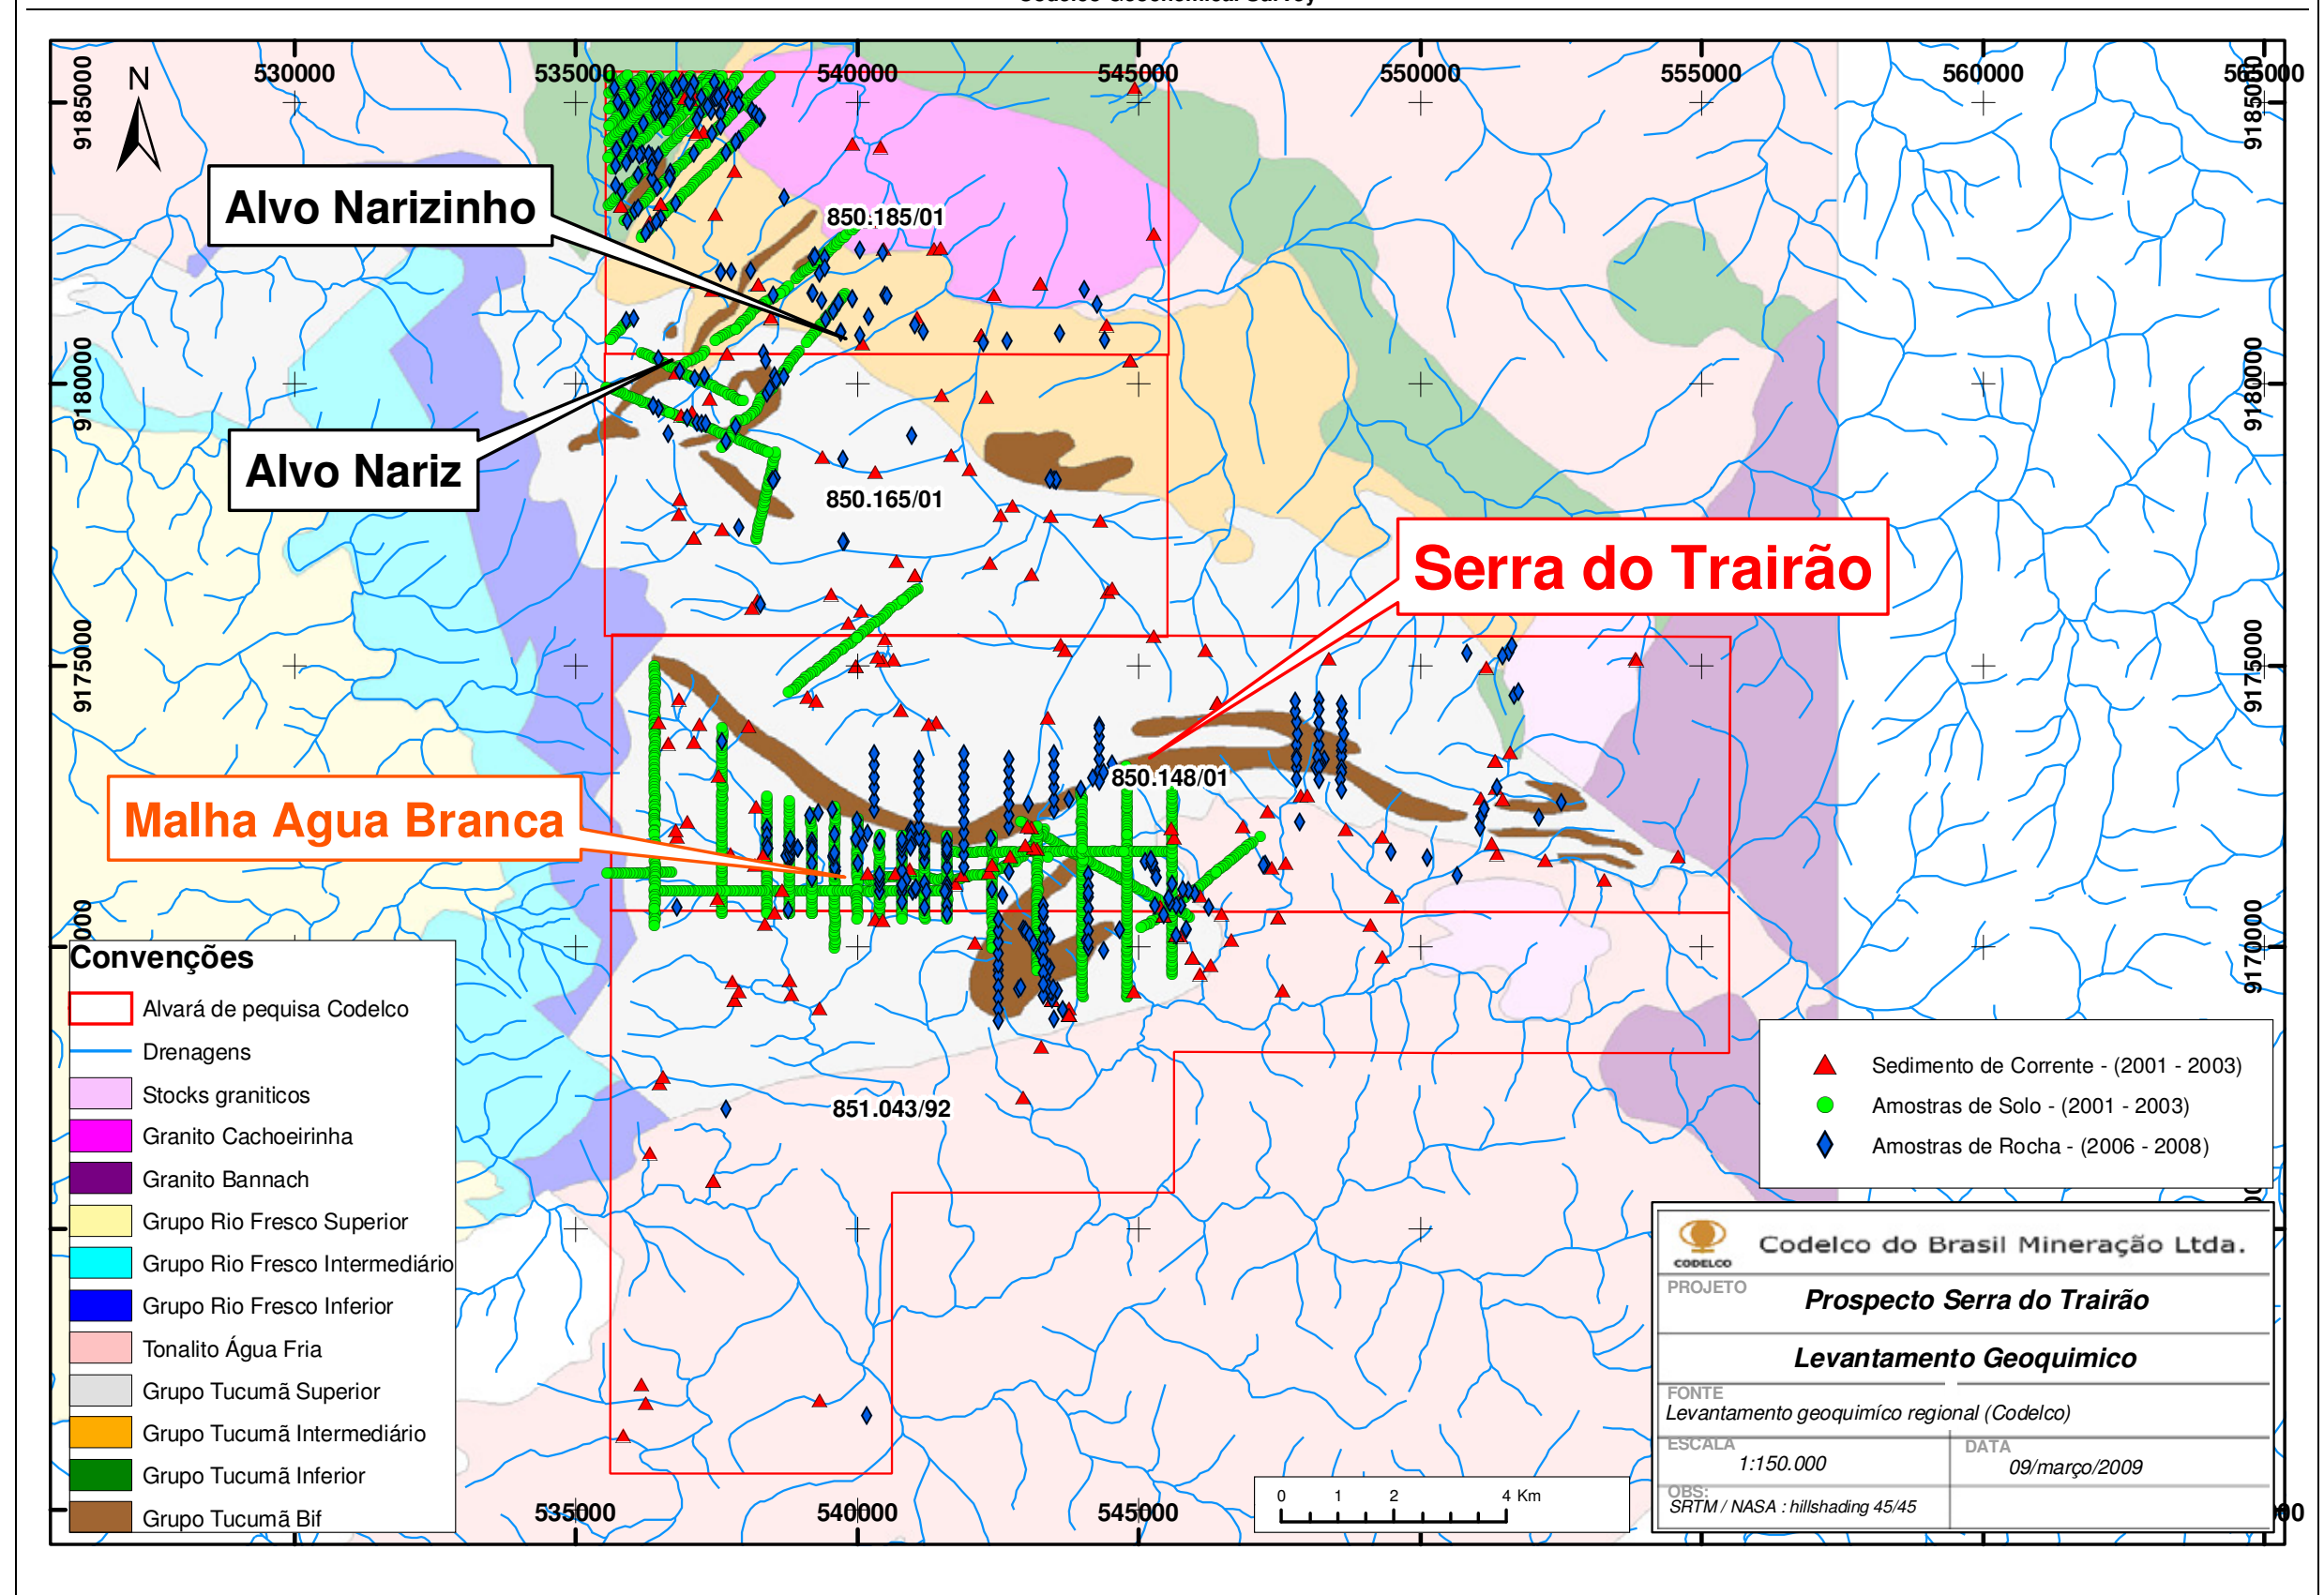 530000
535000
540000
545000
550000
555000
560000
565000
9185000
N
9185000
Alvo Narizinho
850.185/01
9180000
9180000
Alvo Nariz
850.165/01
Serra do Trairão
9175000
9175000
850.148/01
Malha Agua Branca
9170000
Convenções
Alvará de pequisa Codelco
Drenagens
Stocks graniticos
Granito Cachoeirinha
Granito Bannach
Grupo Rio Fresco Superior
Grupo Rio Fresco Intermediário
Grupo Rio Fresco Inferior
Tonalito Água Fria
Grupo Tucumã Superior
Grupo Tucumã Intermediário
Grupo Tucumã Inferior
Grupo Tucumã Bif
851.043/92
Sedimento de Corrente - (2001 - 2003)
Amostras de Solo - (2001 - 2003)
Amostras de Rocha - (2006 - 2008)
CODELCO
Codelco do Brasil Mineração Ltda.
PROJETO
Prospecto Serra do Trairão
Levantamento Geoquimico
FONTE
Levantamento geoquimíco regional (Codelco)
ESCALA
1:150.000
DATA
09/março/2009
OBS:
SRTM / NASA : hillshading 45/45
0 1 2 4 Km
535000
540000
545000